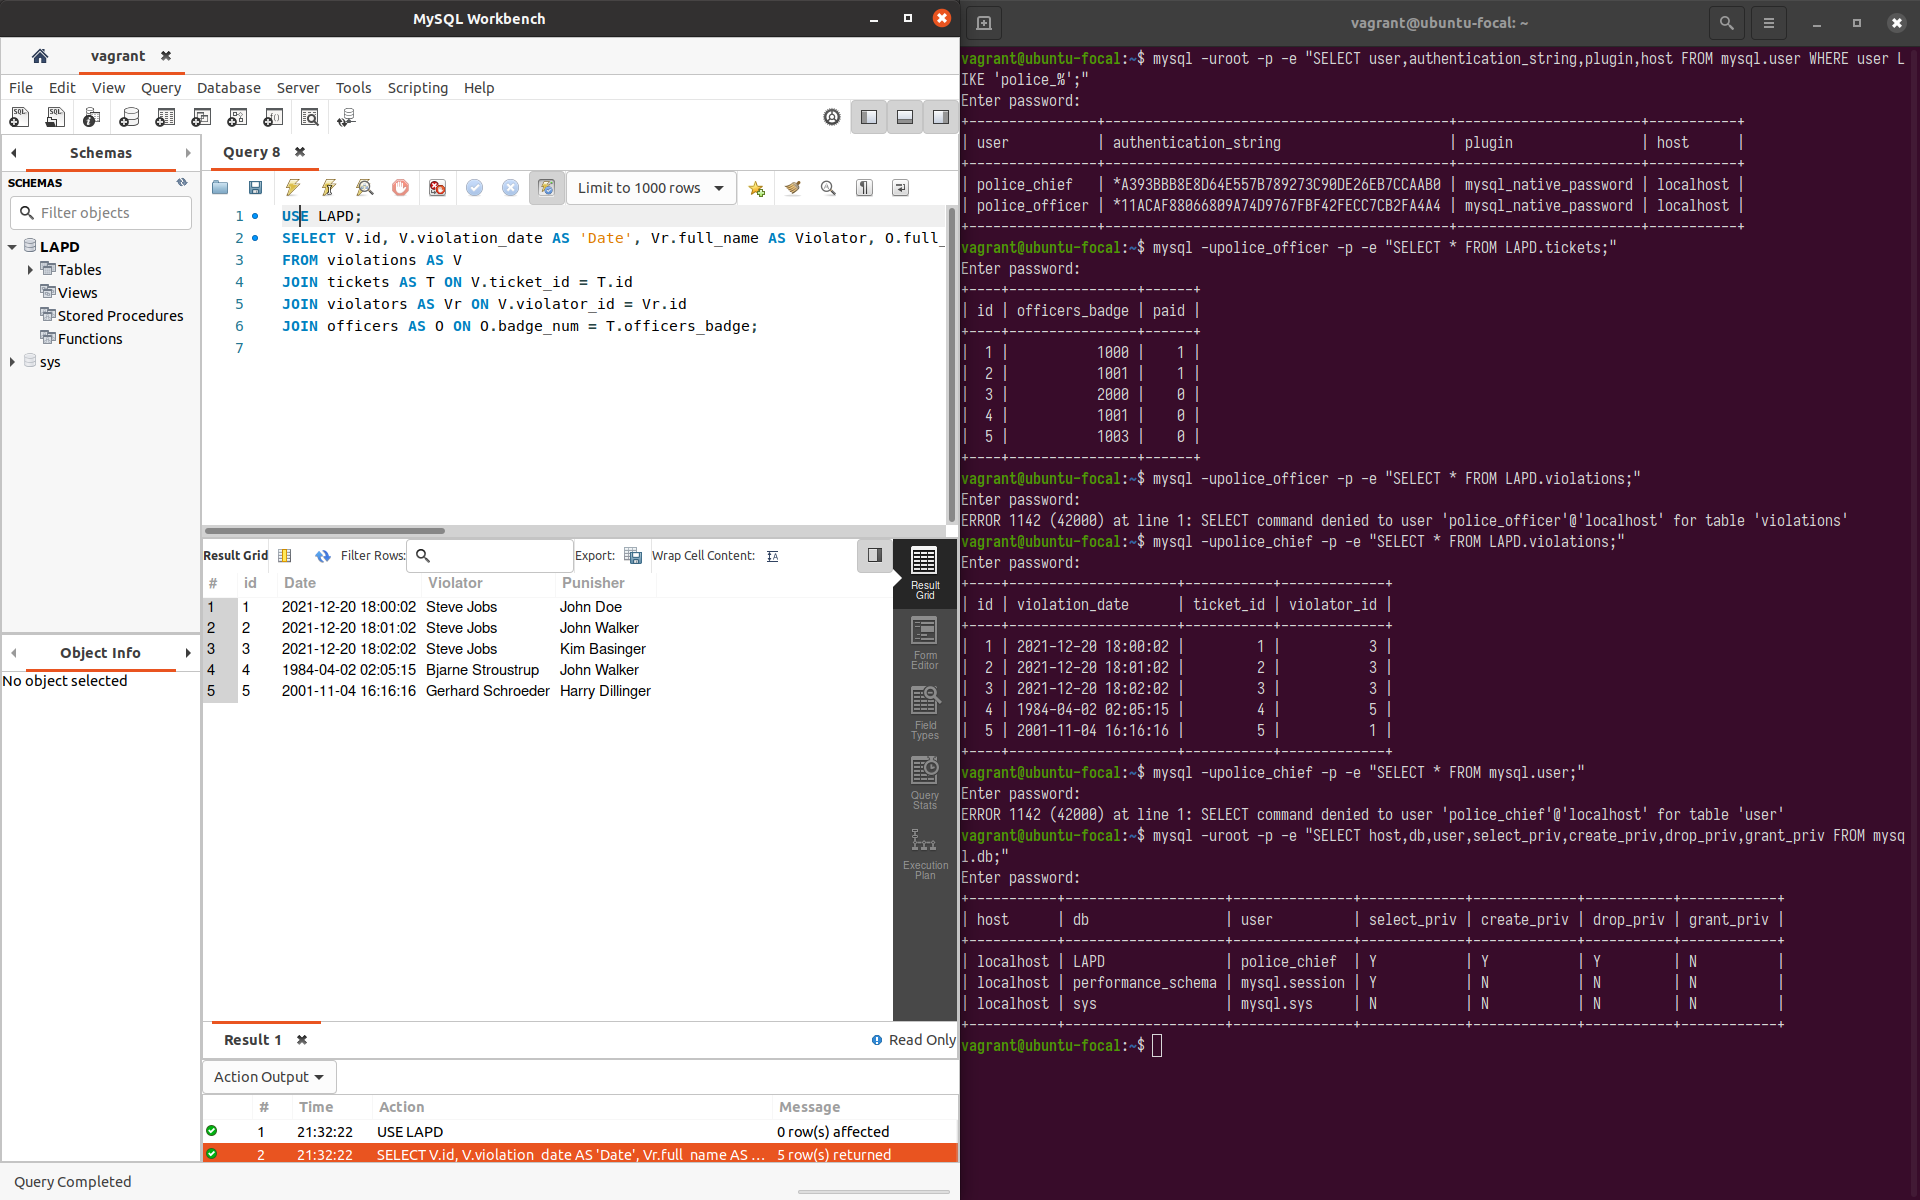 MySQL Workbench
vagrant
File Edit View Query Database Server Tools Scripting Help
Schemas
SCHEMAS
Filter objects
LAPD
Tables
Views
Stored Procedures
Functions
sys
Object Info
No object selected
Query 8
Limit to 1000 rows
1 USE LAPD;
2 SELECT V.id, V.violation_date AS 'Date', Vr.full_name AS Violator, O.full_
3 FROM violations AS V
4 JOIN tickets AS T ON V.ticket_id = T.id
5 JOIN violators AS Vr ON V.violator_id = Vr.id
6 JOIN officers AS O ON O.badge_num = T.officers_badge;
7
Result Grid Filter Rows: Export: Wrap Cell Content:
# id Date Violator Punisher
1 1 2021-12-20 18:00:02 Steve Jobs John Doe
2 2 2021-12-20 18:01:02 Steve Jobs John Walker
3 3 2021-12-20 18:02:02 Steve Jobs Kim Basinger
4 4 1984-04-02 02:05:15 Bjarne Stroustrup John Walker
5 5 2001-11-04 16:16:16 Gerhard Schroeder Harry Dillinger
Result
Grid
Form
Editor
Field
Types
Query
Stats
Execution
Plan
Result 1
Read Only
Action Output
# Time Action Message
1 21:32:22 USE LAPD 0 row(s) affected
2 21:32:22 SELECT V.id, V.violation_date AS 'Date', Vr.full_name AS ... 5 row(s) returned
Query Completed
vagrant@ubuntu-focal: ~
vagrant@ubuntu-focal:~$ mysql -uroot -p -e "SELECT user,authentication_string,plugin,host FROM mysql.user WHERE user L
IKE 'police_%';"
Enter password:
+----------------+-------------------------------------------+-----------------------+-----------+
| user | authentication_string | plugin | host |
+----------------+-------------------------------------------+-----------------------+-----------+
| police_chief | *A393BBB8E8D64E557B789273C90DE26EB7CCAAB0 | mysql_native_password | localhost |
| police_officer | *11ACAF88066809A74D9767FBF42FECC7CB2FA4A4 | mysql_native_password | localhost |
+----------------+-------------------------------------------+-----------------------+-----------+
vagrant@ubuntu-focal:~$ mysql -upolice_officer -p -e "SELECT * FROM LAPD.tickets;"
Enter password:
+----+----------------+------+
| id | officers_badge | paid |
+----+----------------+------+
| 1 | 1000 | 1 |
| 2 | 1001 | 1 |
| 3 | 2000 | 0 |
| 4 | 1001 | 0 |
| 5 | 1003 | 0 |
+----+----------------+------+
vagrant@ubuntu-focal:~$ mysql -upolice_officer -p -e "SELECT * FROM LAPD.violations;"
Enter password:
ERROR 1142 (42000) at line 1: SELECT command denied to user 'police_officer'@'localhost' for table 'violations'
vagrant@ubuntu-focal:~$ mysql -upolice_chief -p -e "SELECT * FROM LAPD.violations;"
Enter password:
+----+---------------------+-----------+-------------+
| id | violation_date | ticket_id | violator_id |
+----+---------------------+-----------+-------------+
| 1 | 2021-12-20 18:00:02 | 1 | 3 |
| 2 | 2021-12-20 18:01:02 | 2 | 3 |
| 3 | 2021-12-20 18:02:02 | 3 | 3 |
| 4 | 1984-04-02 02:05:15 | 4 | 5 |
| 5 | 2001-11-04 16:16:16 | 5 | 1 |
+----+---------------------+-----------+-------------+
vagrant@ubuntu-focal:~$ mysql -upolice_chief -p -e "SELECT * FROM mysql.user;"
Enter password:
ERROR 1142 (42000) at line 1: SELECT command denied to user 'police_chief'@'localhost' for table 'user'
vagrant@ubuntu-focal:~$ mysql -uroot -p -e "SELECT host,db,user,select_priv,create_priv,drop_priv,grant_priv FROM mysq
l.db;"
Enter password:
+-----------+--------------------+---------------+-------------+-------------+-----------+------------+
| host | db | user | select_priv | create_priv | drop_priv | grant_priv |
+-----------+--------------------+---------------+-------------+-------------+-----------+------------+
| localhost | LAPD | police_chief | Y | Y | Y | N |
| localhost | performance_schema | mysql.session | Y | N | N | N |
| localhost | sys | mysql.sys | N | N | N | N |
+-----------+--------------------+---------------+-------------+-------------+-----------+------------+
vagrant@ubuntu-focal:~$